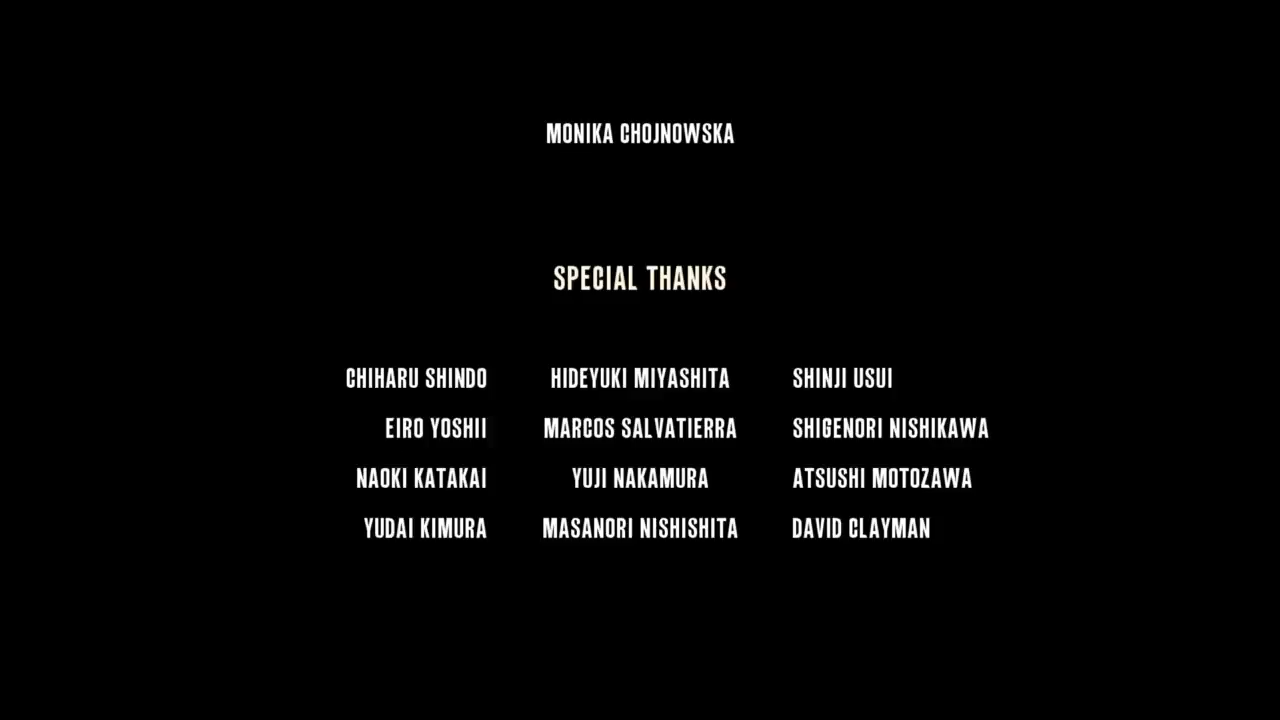 MONIKA CHOJNOWSKA
SPECIAL THANKS
CHIHARU SHINDO HIDEYUKI MIYASHITA SHINJI USUI
EIRO YOSHII MARCOS SALVATIERRA SHIGENORI NISHIKAWA
NAOKI KATAKAI YUJI NAKAMURA ATSUSHI MOTOZAWA
YUDAI KIMURA MASANORI NISHISHITA DAVID CLAYMAN